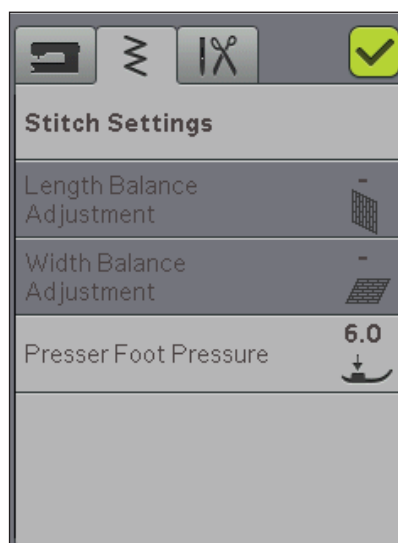 Stitch Settings
Length Balance
Adjustment
-
Width Balance
Adjustment
-
Presser Foot Pressure
6.0